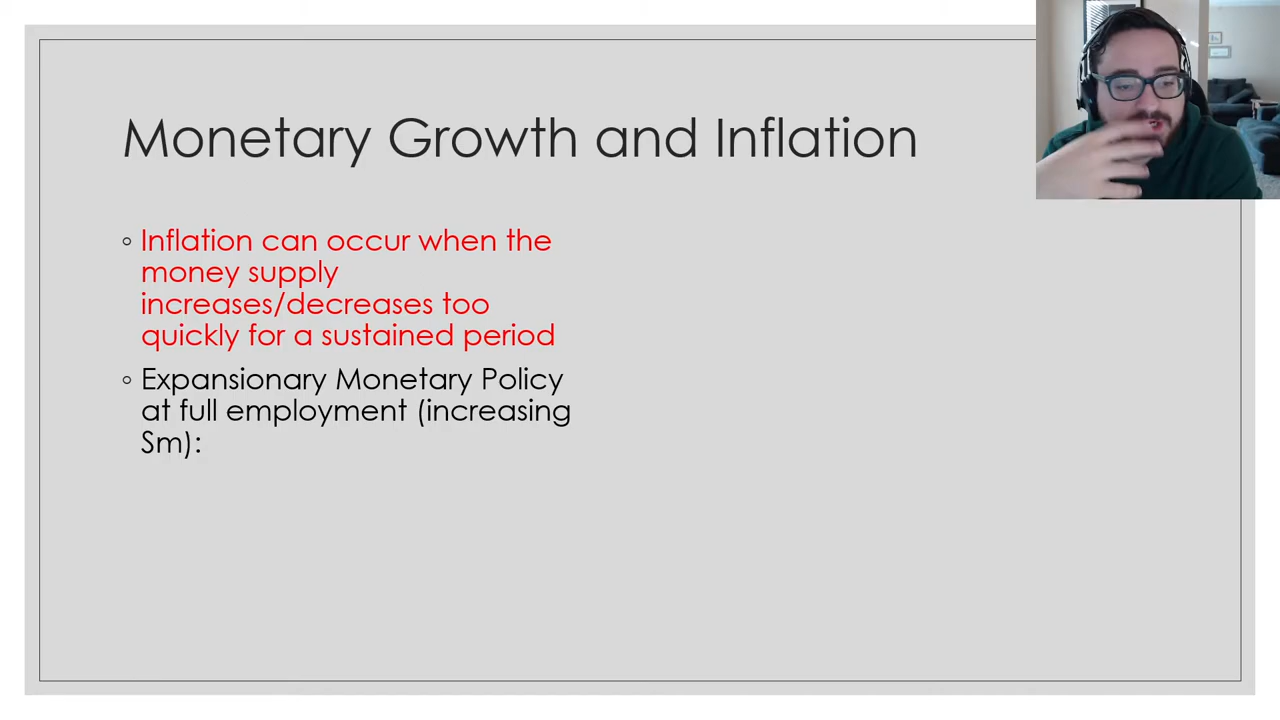 Monetary Growth and Inflation
◦ Inflation can occur when the
money supply
increases/decreases too
quickly for a sustained period
◦ Expansionary Monetary Policy
at full employment (increasing
Sm):